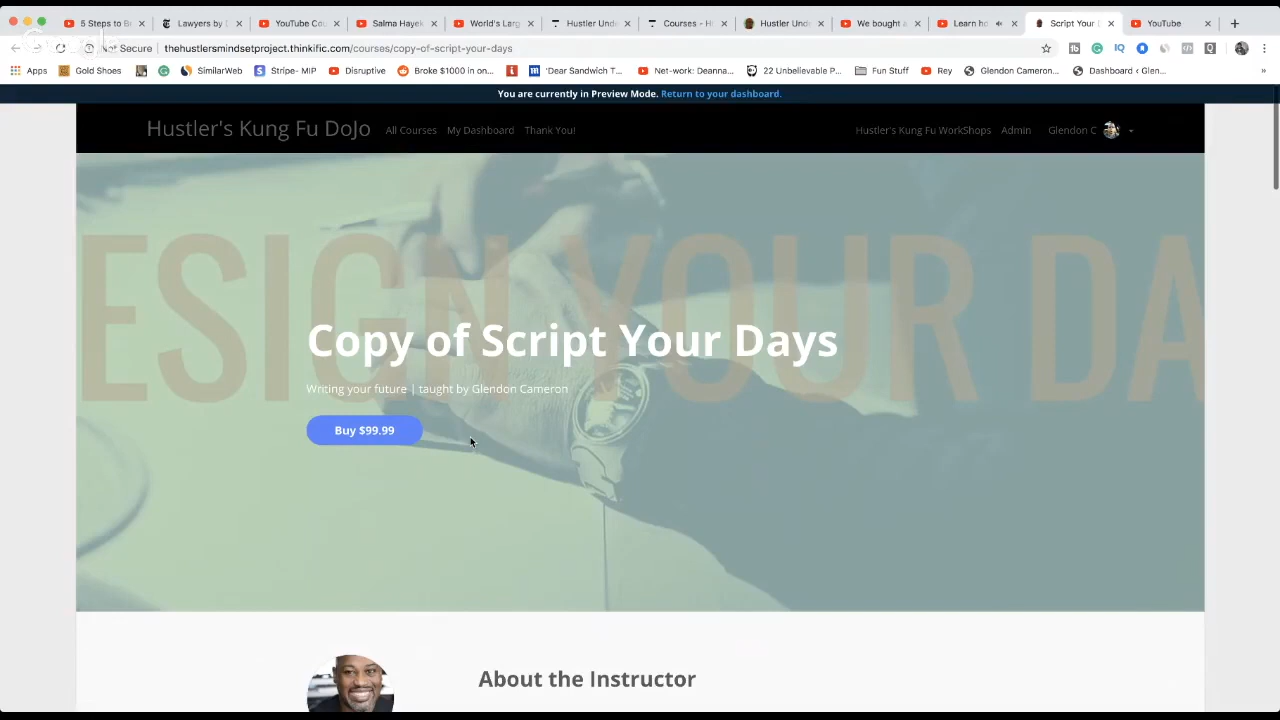 5 Steps to B
Lawyers by D
YouTube Cou
Salma Hayek
World's Larg
Hustler Unde
Courses - H
Hustler Und
We bought a
Learn ho
Script Your D
YouTube
Not Secure
thehustlersmindsetproject.thinkific.com/courses/copy-of-script-your-days
Apps
Gold Shoes
SimilarWeb
Stripe- MIP
Disruptive
Broke $1000 in on...
'Dear Sandwich T...
Net-work: Deanna...
22 Unbelievable P...
Fun Stuff
Rey
Glendon Cameron...
Dashboard ‹ Glen...
You are currently in Preview Mode. Return to your dashboard.
Hustler's Kung Fu DoJo
All Courses
My Dashboard
Thank You!
Hustler's Kung Fu WorkShops
Admin
Glendon C
ESIGN YOUR DA
Copy of Script Your Days
Writing your future | taught by Glendon Cameron
Buy $99.99
About the Instructor